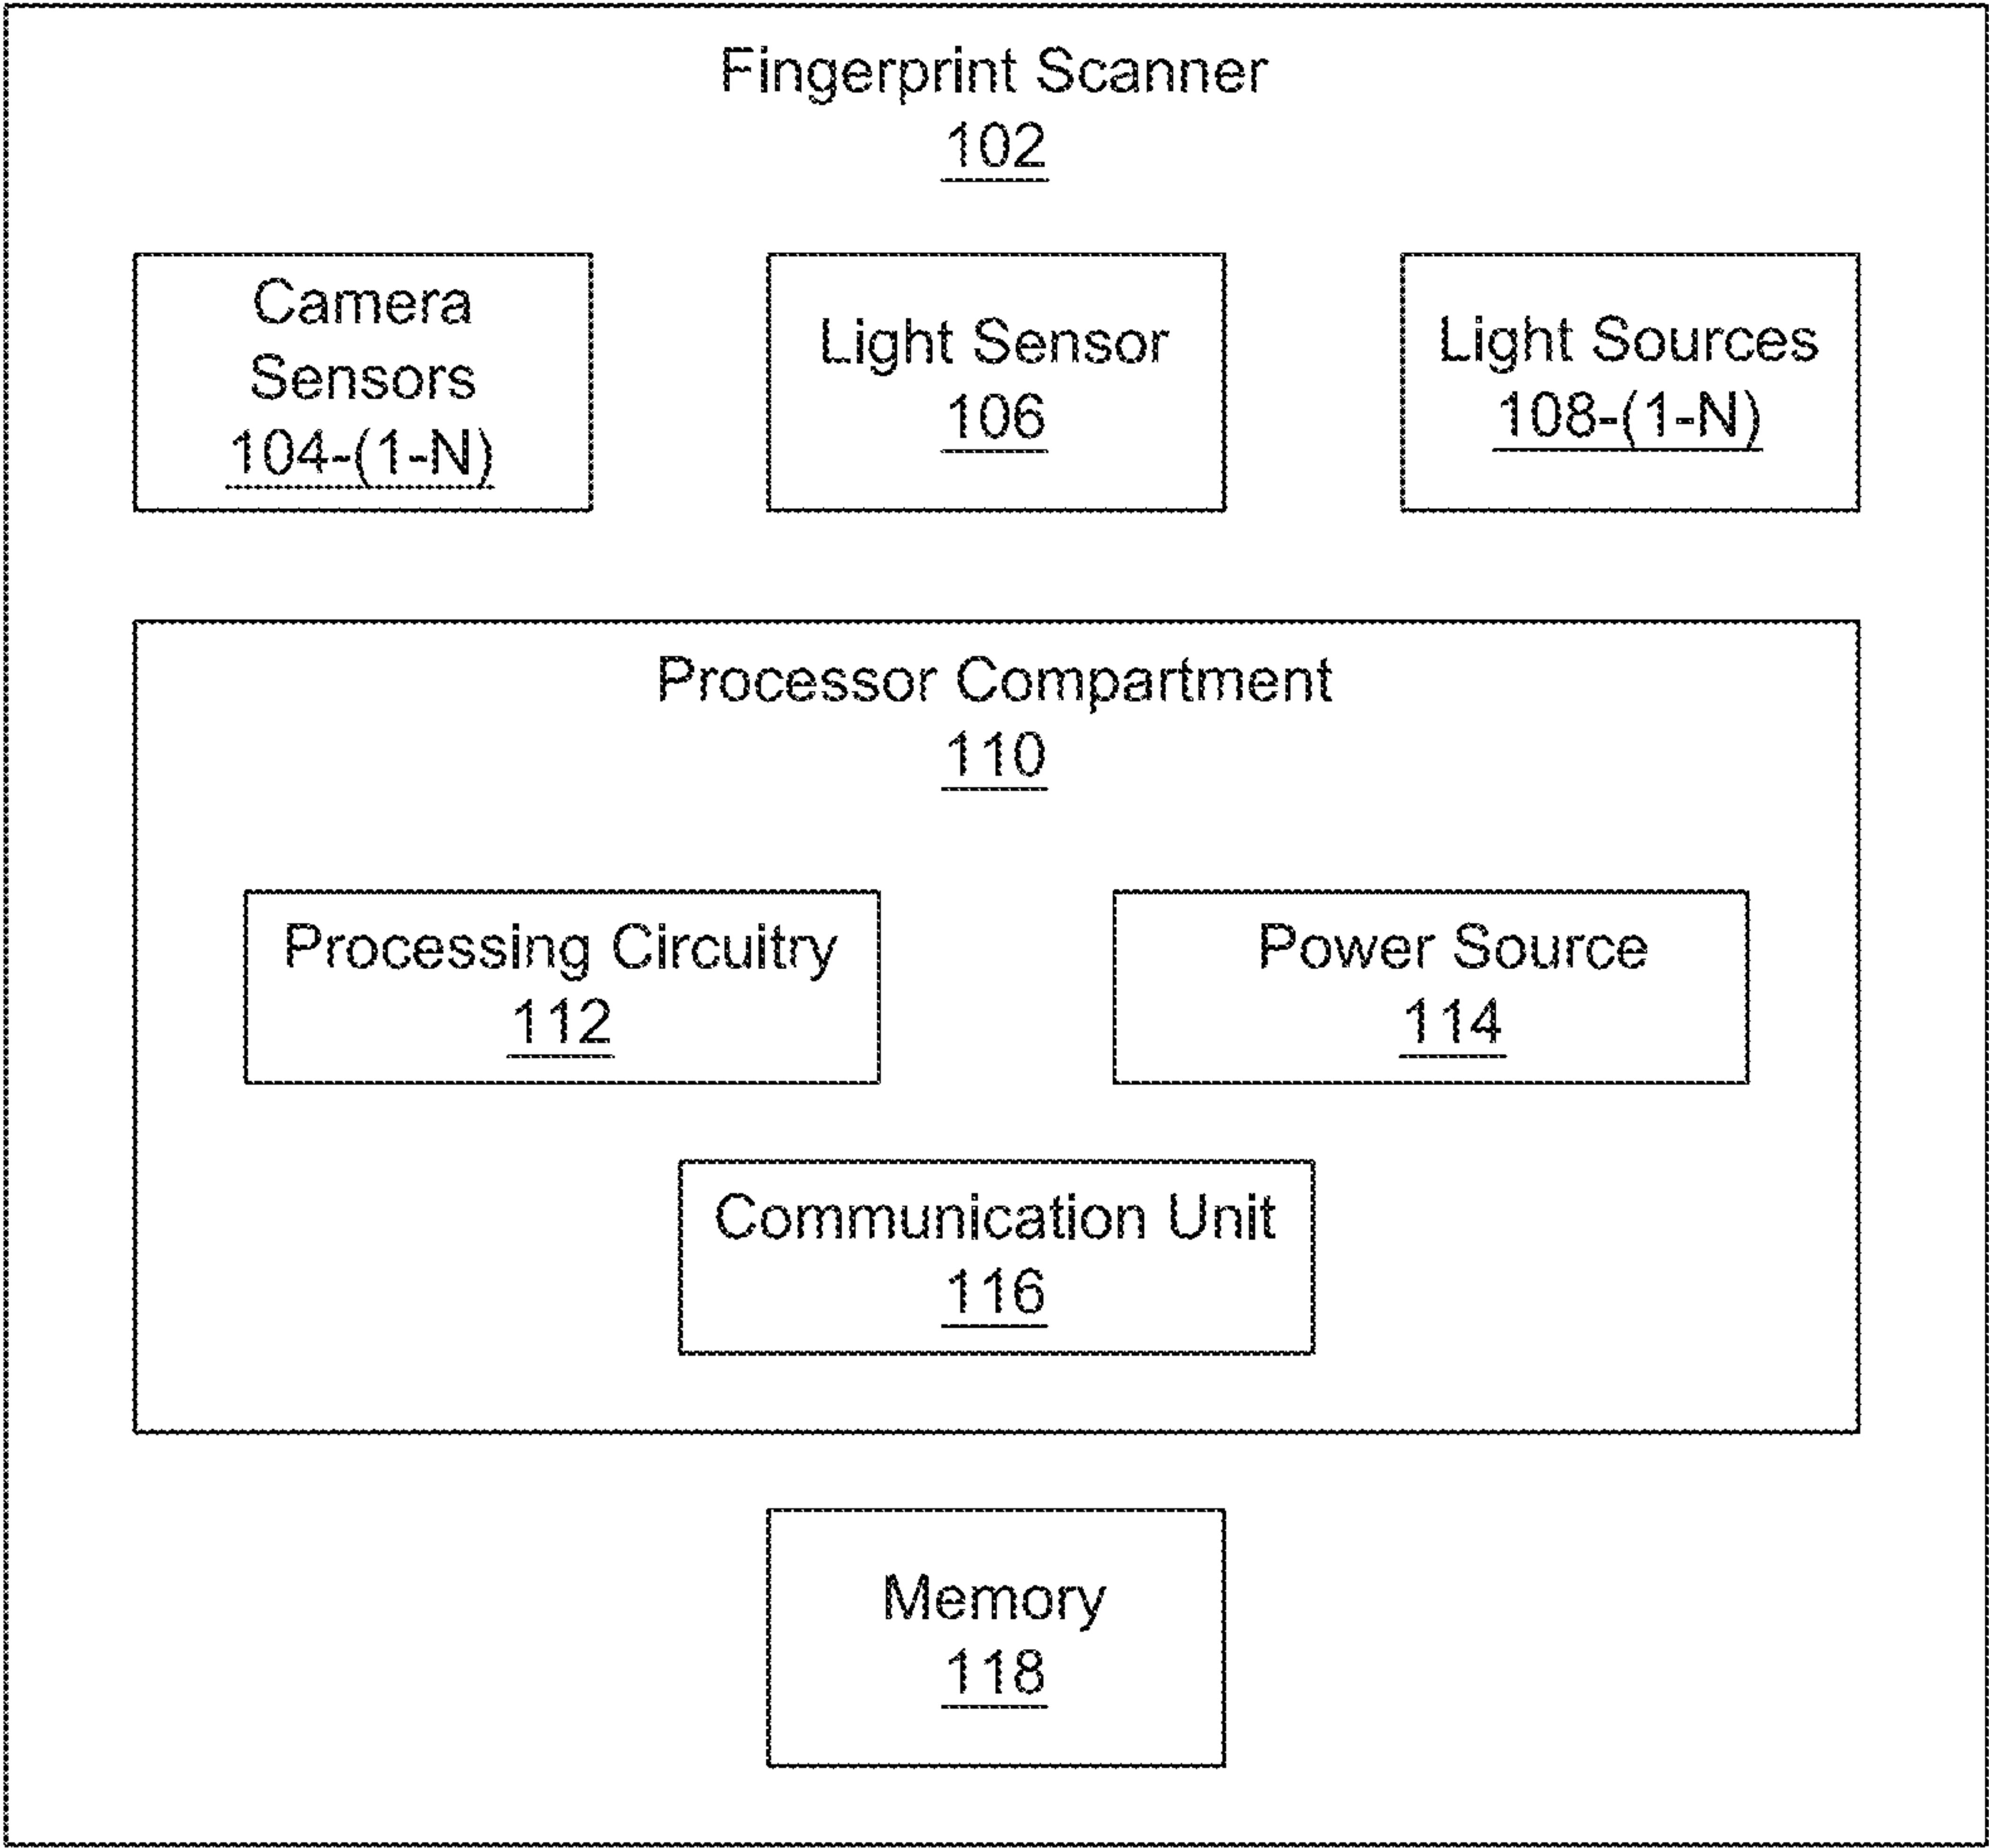 Fingerprint Scanner
102
Camera
Sensors
104-(1-N)
Light Sensor
106
Light Sources
108-(1-N)
Processor Compartment
110
Processing Circuitry
112
Power Source
114
Communication Unit
116
Memory
118